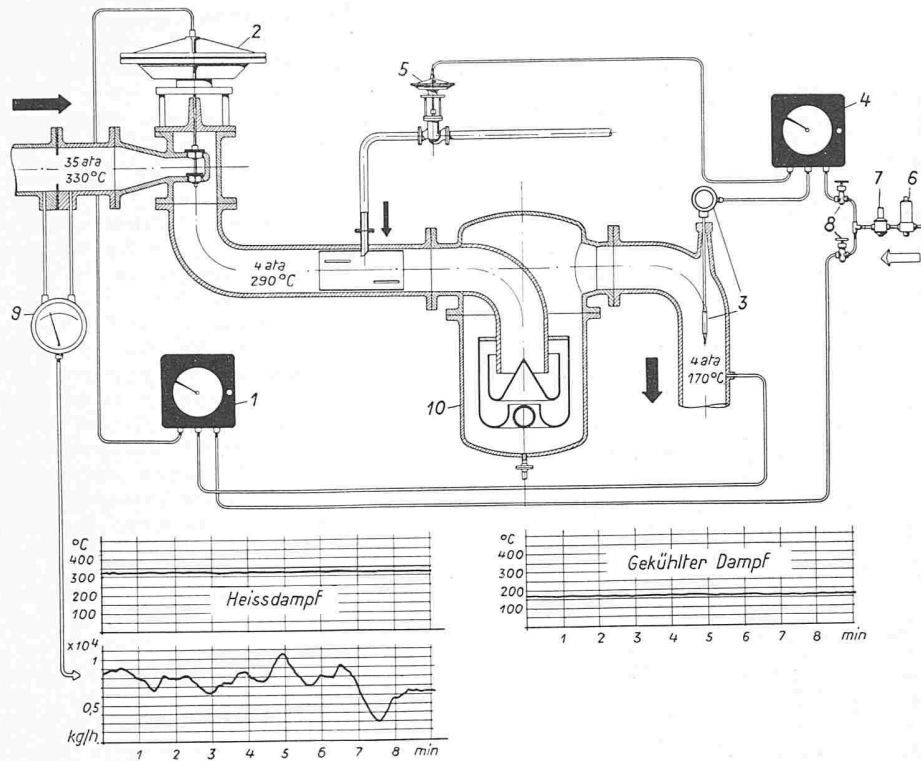 2
5
4
35 ata
330°C
7
6
8
4 ata
290°C
3
9
4 ata
170°C
1
10
°C
400
300
200
100
Heissdampf
x10⁴
1
0,5
kg/h
1 2 3 4 5 6 7 8 min
°C
400
300
200
100
Gekühlter Dampf
1 2 3 4 5 6 7 8 min